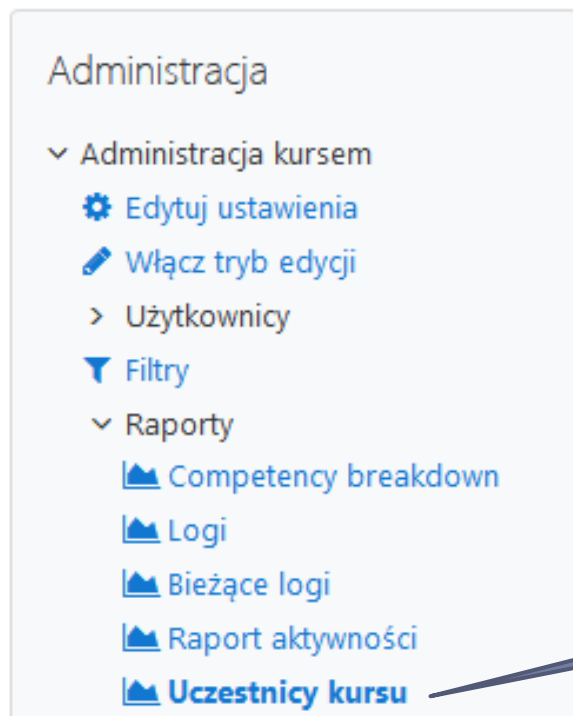 Administracja
Administracja kursem
Edytuj ustawienia
Włącz tryb edycji
Użytkownicy
Filtry
Raporty
Competency breakdown
Logi
Bieżące logi
Raport aktywności
Uczestnicy kursu